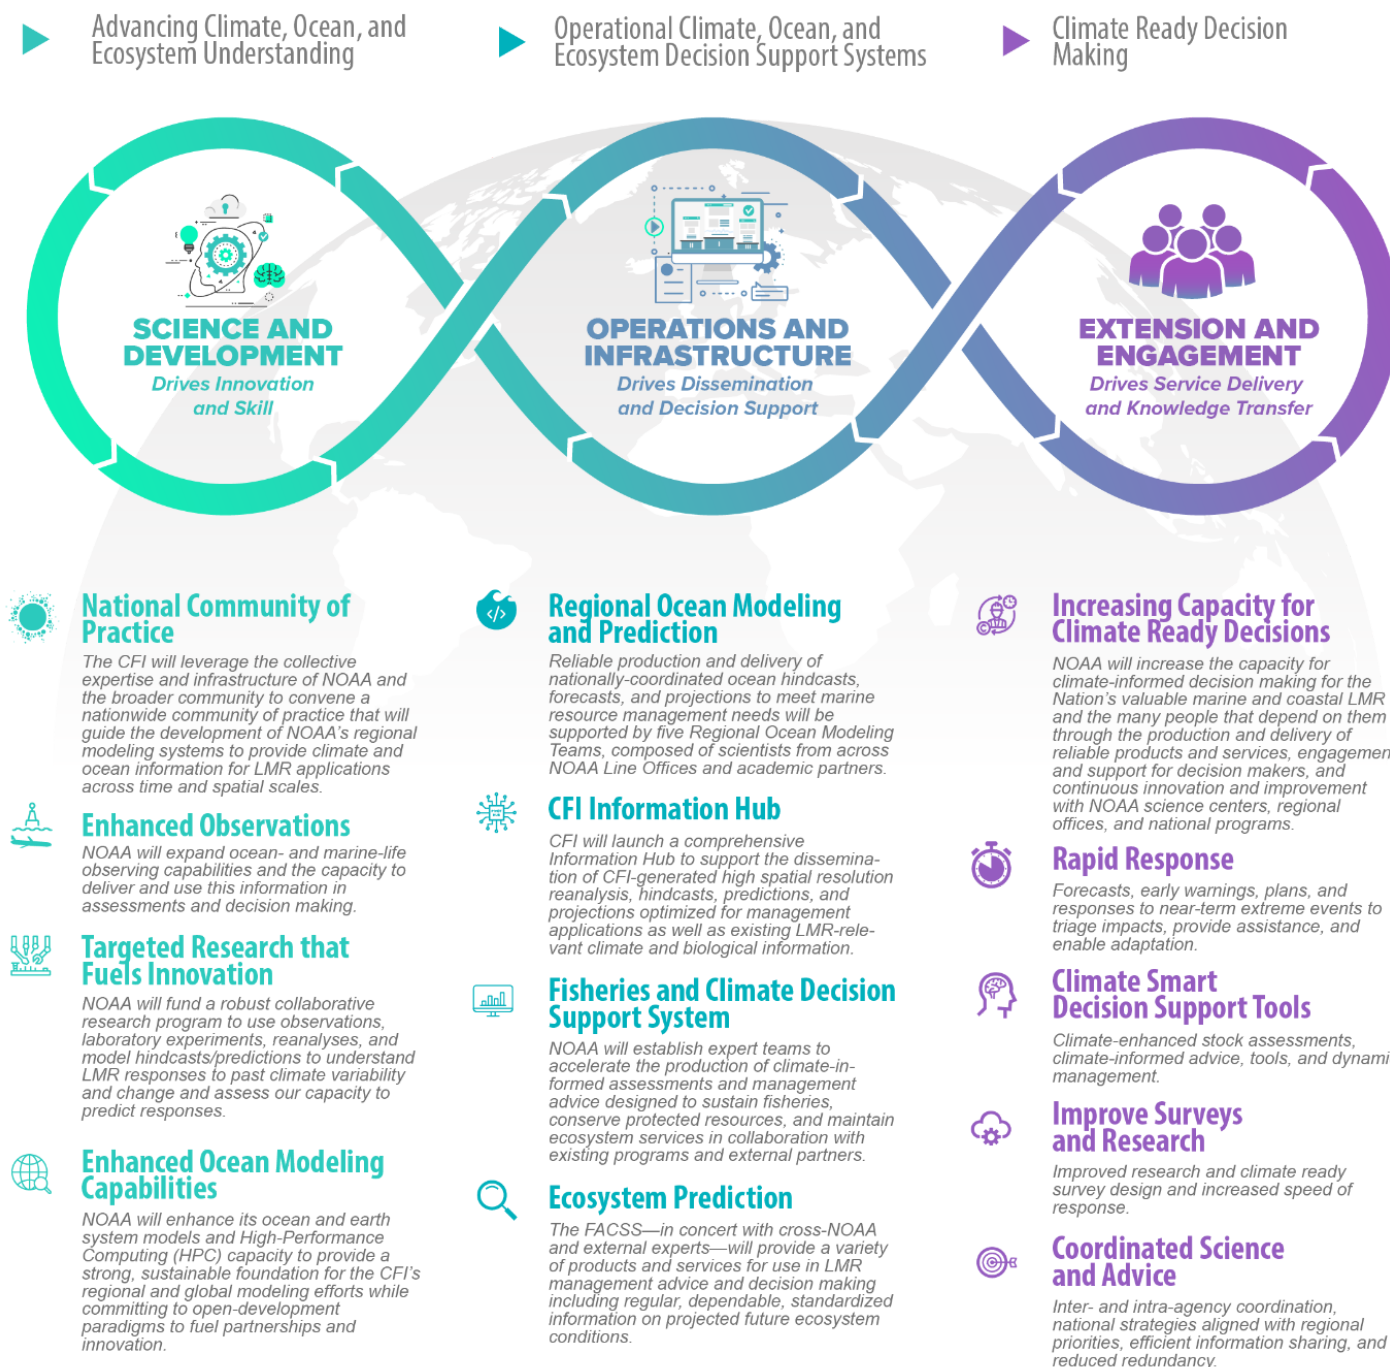 Advancing Climate, Ocean, and
Ecosystem Understanding
Operational Climate, Ocean, and
Ecosystem Decision Support Systems
Climate Ready Decision
Making
SCIENCE AND
DEVELOPMENT
Drives Innovation
and Skill
OPERATIONS AND
INFRASTRUCTURE
Drives Dissemination
and Decision Support
EXTENSION AND
ENGAGEMENT
Drives Service Delivery
and Knowledge Transfer
National Community of
Practice
The CFI will leverage the collective
expertise and infrastructure of NOAA and
the broader community to convene a
nationwide community of practice that will
guide the development of NOAA's regional
modeling systems to provide climate and
ocean information for LMR applications
across time and spatial scales.
Enhanced Observations
NOAA will expand ocean- and marine-life
observing capabilities and the capacity to
deliver and use this information in
assessments and decision making.
Targeted Research that
Fuels Innovation
NOAA will fund a robust collaborative
research program to use observations,
laboratory experiments, reanalyses, and
model hindcasts/predictions to understand
LMR responses to past climate variability
and change and assess our capacity to
predict responses.
Enhanced Ocean Modeling
Capabilities
NOAA will enhance its ocean and earth
system models and High-Performance
Computing (HPC) capacity to provide a
strong, sustainable foundation for the CFI's
regional and global modeling efforts while
committing to open-development
paradigms to fuel partnerships and
innovation.
Regional Ocean Modeling
and Prediction
Reliable production and delivery of
nationally-coordinated ocean hindcasts,
forecasts, and projections to meet marine
resource management needs will be
supported by five Regional Ocean Modeling
Teams, composed of scientists from across
NOAA Line Offices and academic partners.
CFI Information Hub
CFI will launch a comprehensive
Information Hub to support the dissemina-
tion of CFI-generated high spatial resolution
reanalysis, hindcasts, predictions, and
projections optimized for management
applications as well as existing LMR-rele-
vant climate and biological information.
Fisheries and Climate Decision
Support System
NOAA will establish expert teams to
accelerate the production of climate-in-
formed assessments and management
advice designed to sustain fisheries,
conserve protected resources, and maintain
ecosystem services in collaboration with
existing programs and external partners.
Ecosystem Prediction
The FACSS—in concert with cross-NOAA
and external experts—will provide a variety
of products and services for use in LMR
management advice and decision making
including regular, dependable, standardized
information on projected future ecosystem
conditions.
Increasing Capacity for
Climate Ready Decisions
NOAA will increase the capacity for
climate-informed decision making for the
Nation's valuable marine and coastal LMR
and the many people that depend on them
through the production and delivery of
reliable products and services, engagemen
and support for decision makers, and
continuous innovation and improvement
with NOAA science centers, regional
offices, and national programs.
Rapid Response
Forecasts, early warnings, plans, and
responses to near-term extreme events to
triage impacts, provide assistance, and
enable adaptation.
Climate Smart
Decision Support Tools
Climate-enhanced stock assessments,
climate-informed advice, tools, and dynami
management.
Improve Surveys
and Research
Improved research and climate ready
survey design and increased speed of
response.
Coordinated Science
and Advice
Inter- and intra-agency coordination,
national strategies aligned with regional
priorities, efficient information sharing, and
reduced redundancy.